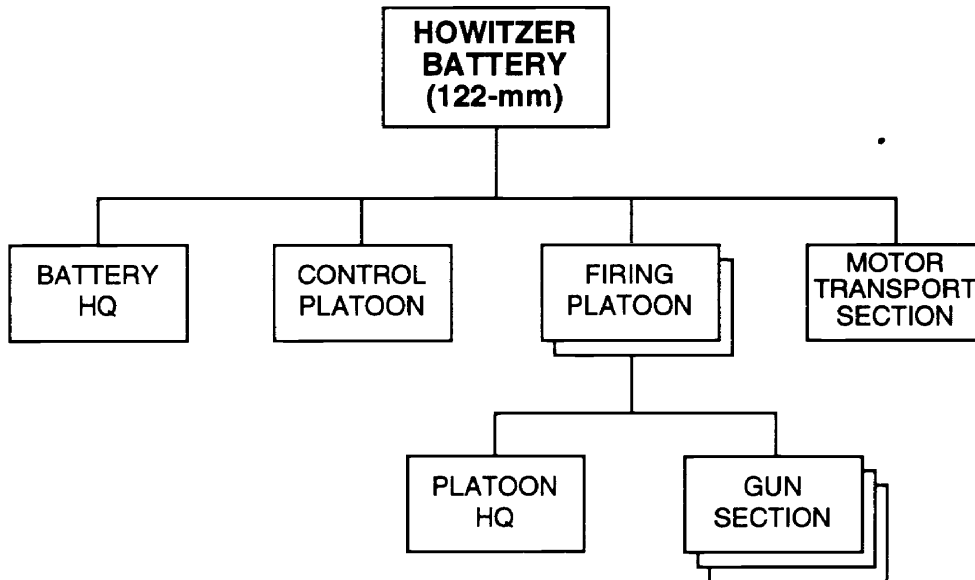 HOWITZER
BATTERY
(122-mm)
BATTERY
HQ
CONTROL
PLATOON
FIRING
PLATOON
MOTOR
TRANSPORT
SECTION
PLATOON
HQ
GUN
SECTION